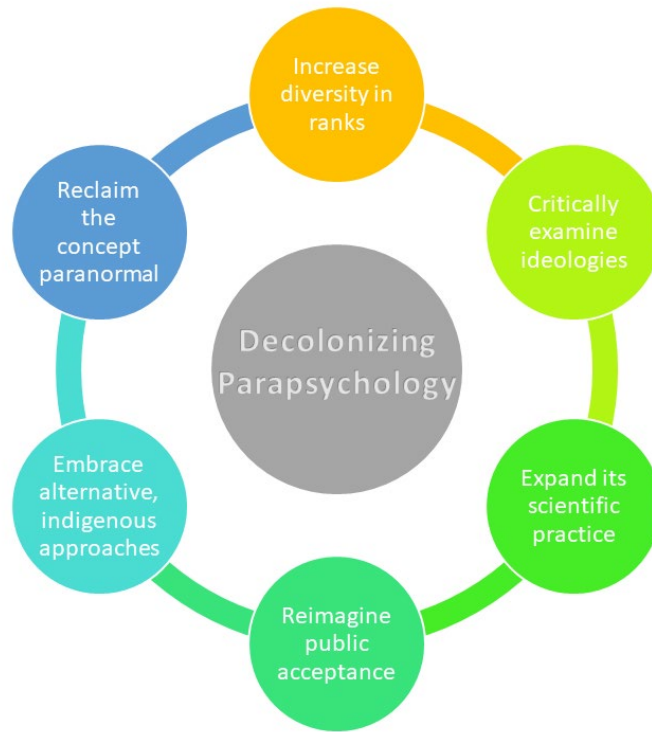 Increase
diversity in
ranks
Critically
examine
ideologies
Expand its
scientific
practice
Reimagine
public
acceptance
Embrace
alternative,
indigenous
approaches
Reclaim
the
concept
paranormal
Decolonizing
Parapsychology